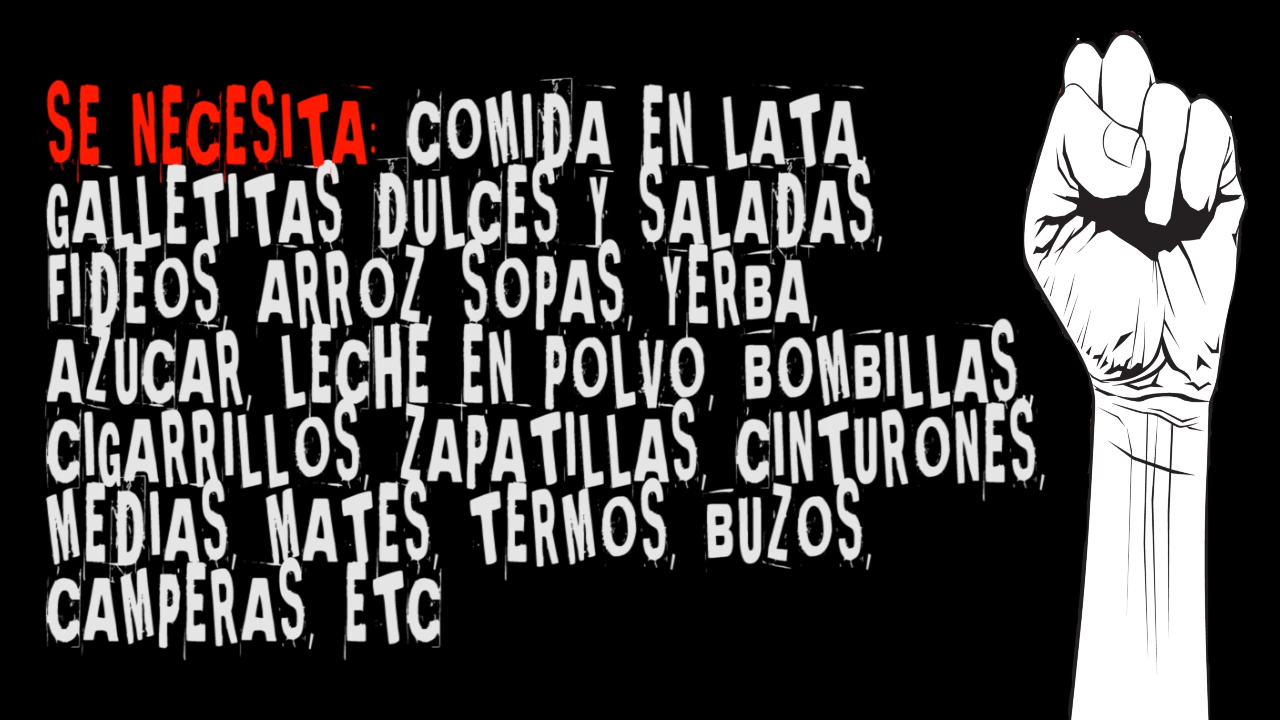 SE NECESITA: COMIDA EN LATA,
GALLETITAS DULCES Y SALADAS,
FIDEOS, ARROZ, SOPAS, YERBA,
AZUCAR, LECHE EN POLVO, BOMBILLAS,
CIGARRILLOS, ZAPATILLAS, CINTURONES,
MEDIAS, MATES, TERMOS, BUZOS,
CAMPERAS, ETC